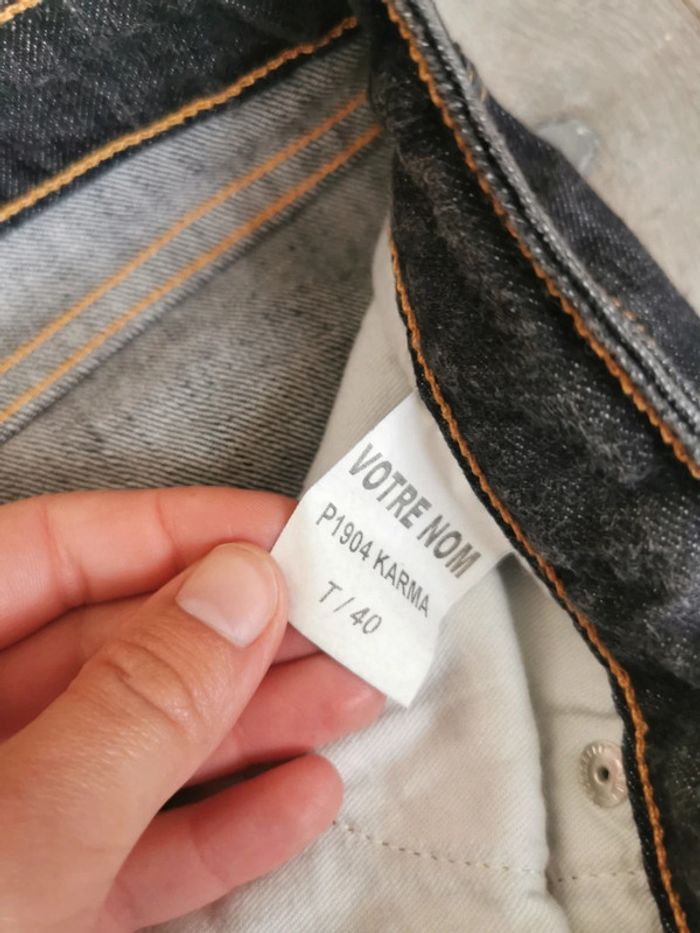 VOTRE NOM
P1904 KARMA
T / 40